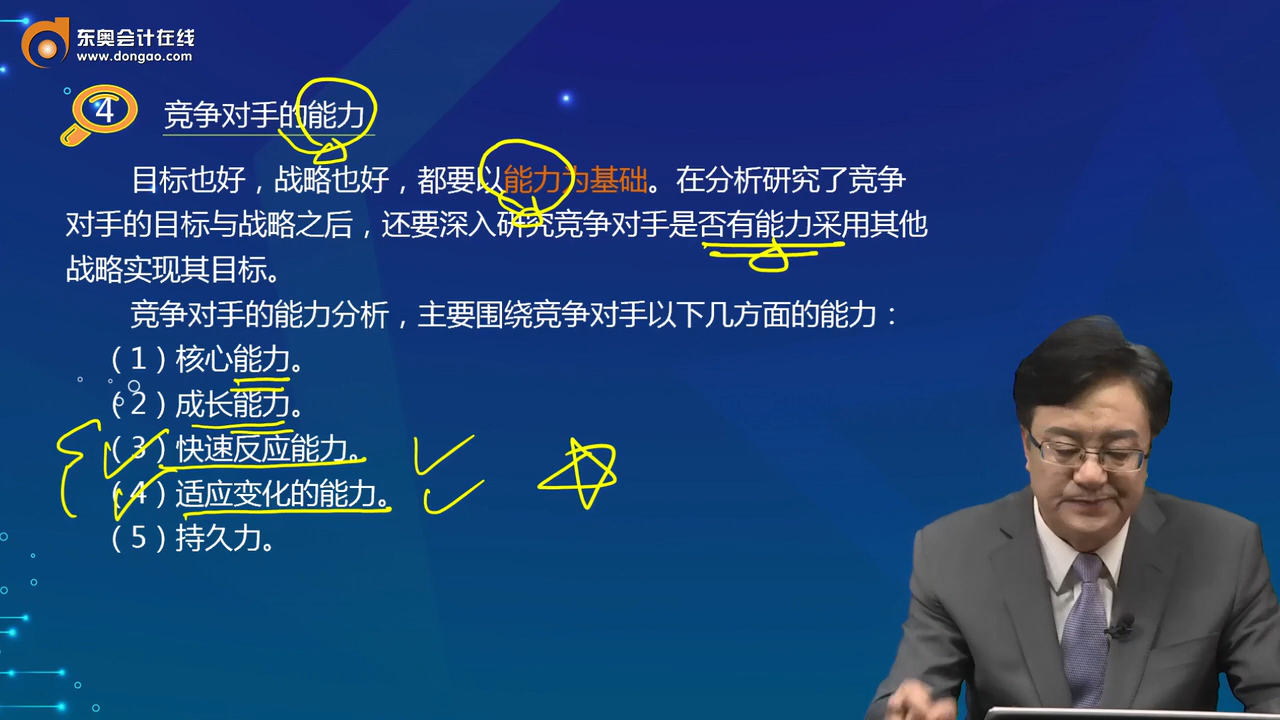 东奥会计在线
www.dongao.com
4 竞争对手的能力
目标也好，战略也好，都要以能力为基础。在分析研究了竞争
对手的目标与战略之后，还要深入研究竞争对手是否有能力采用其他
战略实现其目标。
竞争对手的能力分析，主要围绕竞争对手以下几方面的能力：
（1）核心能力。
（2）成长能力。
（3）快速反应能力。
（4）适应变化的能力。
（5）持久力。